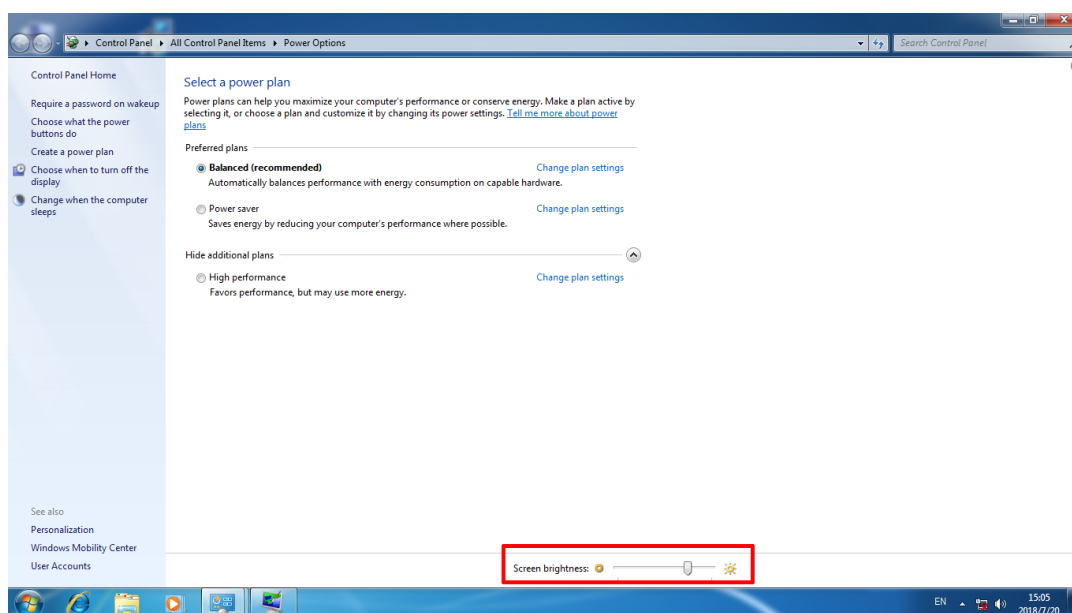 Control Panel ▸ All Control Panel Items ▸ Power Options
Search Control Panel
Control Panel Home
Require a password on wakeup
Choose what the power
buttons do
Create a power plan
Choose when to turn off the
display
Change when the computer
sleeps
Select a power plan
Power plans can help you maximize your computer's performance or conserve energy. Make a plan active by
selecting it, or choose a plan and customize it by changing its power settings. Tell me more about power
plans
Preferred plans
Balanced (recommended) Change plan settings
Automatically balances performance with energy consumption on capable hardware.
Power saver Change plan settings
Saves energy by reducing your computer's performance where possible.
Hide additional plans
High performance Change plan settings
Favors performance, but may use more energy.
See also
Personalization
Windows Mobility Center
User Accounts
Screen brightness:
EN
15:05
2018/7/20